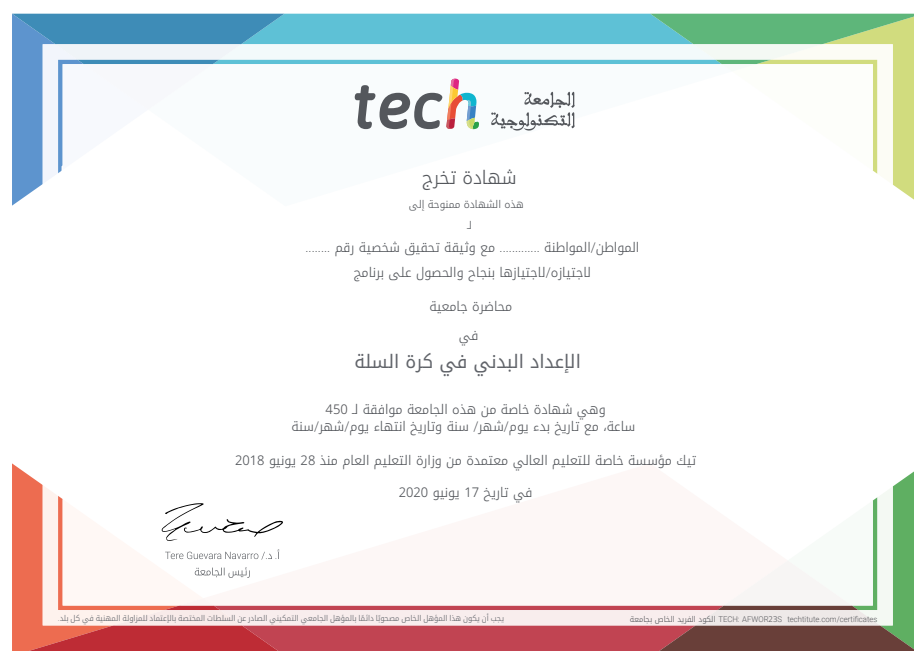 tech الجامعة
التكنولوجية
شهادة تخرج
هذه الشهادة ممنوحة إلى
لـ
المواطن/المواطنة ............ مع وثيقة تحقيق شخصية رقم ........
لاجتيازه/لاجتيازها بنجاح والحصول على برنامج
محاضرة جامعية
في
الإعداد البدني في كرة السلة
وهي شهادة خاصة من هذه الجامعة موافقة لـ 450
ساعة، مع تاريخ بدء يوم/شهر/ سنة وتاريخ انتهاء يوم/شهر/سنة
تيك مؤسسة خاصة للتعليم العالي معتمدة من وزارة التعليم العام منذ 28 يونيو 2018
في تاريخ 17 يونيو 2020
أ. د./ Tere Guevara Navarro
رئيس الجامعة
يجب أن يكون هذا المؤهل الخاص مصحوبًا دائمًا بالمؤهل الجامعي التمكيني الصادر عن السلطات المختصة بالإعتماد للمزاولة المهنية في كل بلد.
الكود الفريد الخاص بجامعة TECH: AFWOR23S techtitute.com/certificates